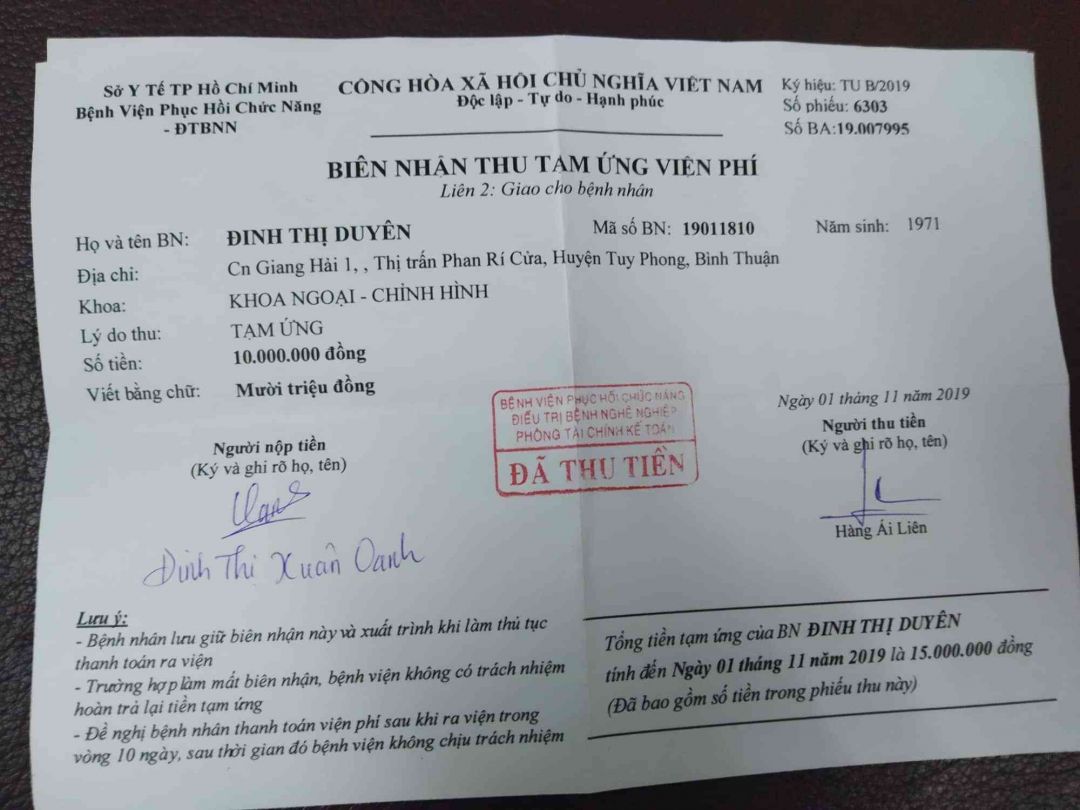 Sở Y Tế TP Hồ Chí Minh
Bệnh Viện Phục Hồi Chức Năng
- ĐTBNN
CỘNG HÒA XÃ HỘI CHỦ NGHĨA VIỆT NAM
Độc lập - Tự do - Hạnh phúc
Ký hiệu: TU B/2019
Số phiếu: 6303
Số BA:19.007995
BIÊN NHẬN THU TẠM ỨNG VIỆN PHÍ
Liên 2: Giao cho bệnh nhân
Họ và tên BN: ĐINH THỊ DUYÊN Mã số BN: 19011810 Năm sinh: 1971
Địa chỉ: Cn Giang Hải 1, , Thị trấn Phan Rí Cửa, Huyện Tuy Phong, Bình Thuận
Khoa: KHOA NGOẠI - CHỈNH HÌNH
Lý do thu: TẠM ỨNG
Số tiền: 10.000.000 đồng
Viết bằng chữ: Mười triệu đồng
Ngày 01 tháng 11 năm 2019
Người nộp tiền
(Ký và ghi rõ họ, tên)
Đinh Thị Xuân Oanh
BỆNH VIỆN PHỤC HỒI CHỨC NĂNG
ĐIỀU TRỊ BỆNH NGHỀ NGHIỆP
PHÒNG TÀI CHÍNH KẾ TOÁN
ĐÃ THU TIỀN
Người thu tiền
(Ký và ghi rõ họ, tên)
Hàng Ái Liên
Lưu ý:
- Bệnh nhân lưu giữ biên nhận này và xuất trình khi làm thủ tục
thanh toán ra viện
- Trường hợp làm mất biên nhận, bệnh viện không có trách nhiệm
hoàn trả lại tiền tạm ứng
- Đề nghị bệnh nhân thanh toán viện phí sau khi ra viện trong
vòng 10 ngày, sau thời gian đó bệnh viện không chịu trách nhiệm
Tổng tiền tạm ứng của BN ĐINH THỊ DUYÊN
tính đến Ngày 01 tháng 11 năm 2019 là 15.000.000 đồng
(Đã bao gồm số tiền trong phiếu thu này)